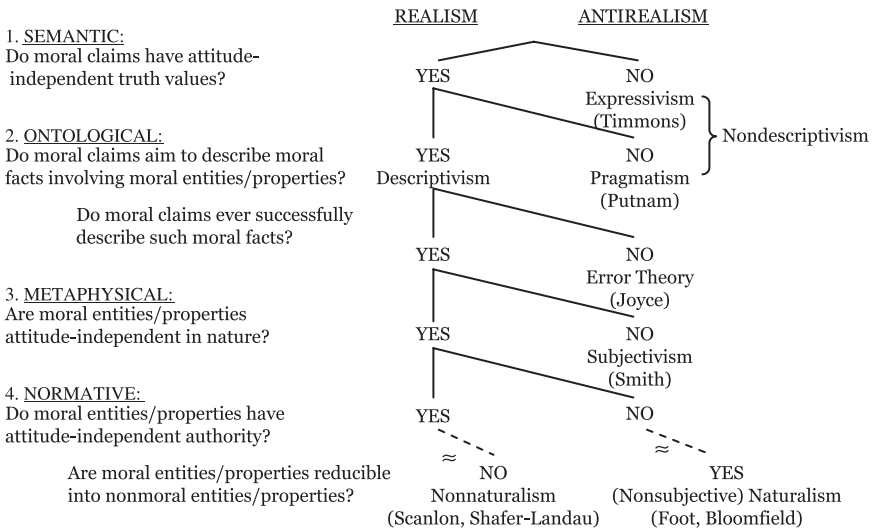 REALISM ANTIREALISM
1. SEMANTIC:
Do moral claims have attitude-
independent truth values?
YES NO
Expressivism
(Timmons)
Nondescriptivism
2. ONTOLOGICAL:
Do moral claims aim to describe moral
facts involving moral entities/properties?
YES NO
Descriptivism Pragmatism
(Putnam)
Do moral claims ever successfully
describe such moral facts?
YES NO
Error Theory
(Joyce)
3. METAPHYSICAL:
Are moral entities/properties
attitude-independent in nature?
YES NO
Subjectivism
(Smith)
4. NORMATIVE:
Do moral entities/properties have
attitude-independent authority?
YES NO
≈ ≈
Are moral entities/properties reducible
into nonmoral entities/properties?
NO YES
Nonnaturalism (Nonsubjective) Naturalism
(Scanlon, Shafer-Landau) (Foot, Bloomfield)